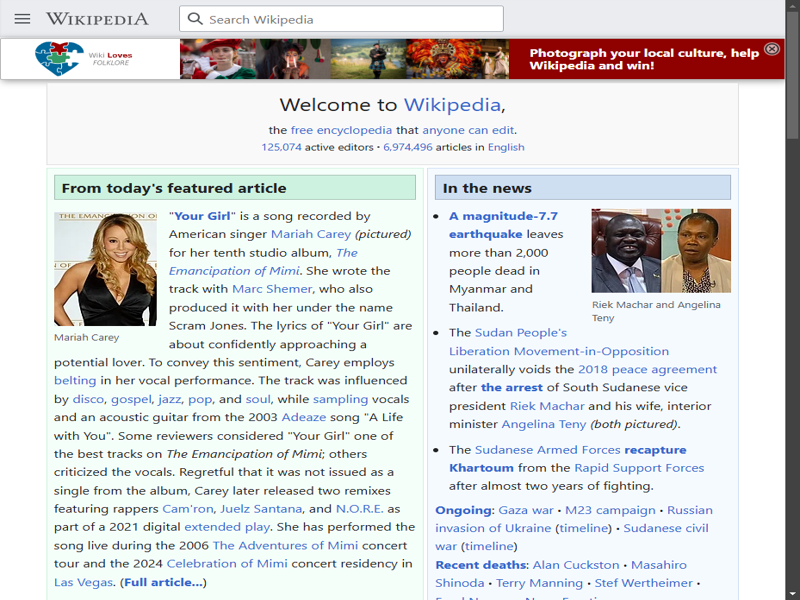 WIKIPEDIA
Search Wikipedia
Wiki Loves
FOLKLORE
Photograph your local culture, help
Wikipedia and win!
Welcome to Wikipedia,
the free encyclopedia that anyone can edit.
125,074 active editors • 6,974,496 articles in English
From today's featured article
THE EMANCIPATION OF
Mariah Carey
"Your Girl" is a song recorded by
American singer Mariah Carey (pictured)
for her tenth studio album, The
Emancipation of Mimi. She wrote the
track with Marc Shemer, who also
produced it with her under the name
Scram Jones. The lyrics of "Your Girl" are
about confidently approaching a
potential lover. To convey this sentiment, Carey employs
belting in her vocal performance. The track was influenced
by disco, gospel, jazz, pop, and soul, while sampling vocals
and an acoustic guitar from the 2003 Adeaze song "A Life
with You". Some reviewers considered "Your Girl" one of
the best tracks on The Emancipation of Mimi; others
criticized the vocals. Regretful that it was not issued as a
single from the album, Carey later released two remixes
featuring rappers Cam'ron, Juelz Santana, and N.O.R.E. as
part of a 2021 digital extended play. She has performed the
song live during the 2006 The Adventures of Mimi concert
tour and the 2024 Celebration of Mimi concert residency in
Las Vegas. (Full article...)
In the news
A magnitude-7.7
earthquake leaves
more than 2,000
people dead in
Myanmar and
Thailand.
Riek Machar and Angelina
Teny
The Sudan People's
Liberation Movement-in-Opposition
unilaterally voids the 2018 peace agreement
after the arrest of South Sudanese vice
president Riek Machar and his wife, interior
minister Angelina Teny (both pictured).
The Sudanese Armed Forces recapture
Khartoum from the Rapid Support Forces
after almost two years of fighting.
Ongoing: Gaza war • M23 campaign • Russian
invasion of Ukraine (timeline) • Sudanese civil
war (timeline)
Recent deaths: Alan Cuckston • Masahiro
Shinoda • Terry Manning • Stef Wertheimer •